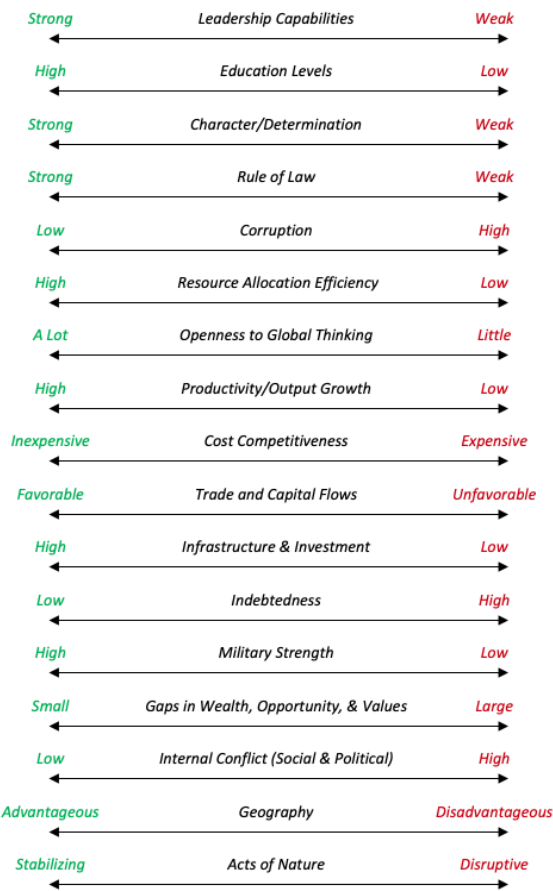 Strong Leadership Capabilities Weak
High Education Levels Low
Strong Character/Determination Weak
Strong Rule of Law Weak
Low Corruption High
High Resource Allocation Efficiency Low
A Lot Openness to Global Thinking Little
High Productivity/Output Growth Low
Inexpensive Cost Competitiveness Expensive
Favorable Trade and Capital Flows Unfavorable
High Infrastructure & Investment Low
Low Indebtedness High
High Military Strength Low
Small Gaps in Wealth, Opportunity, & Values Large
Low Internal Conflict (Social & Political) High
Advantageous Geography Disadvantageous
Stabilizing Acts of Nature Disruptive